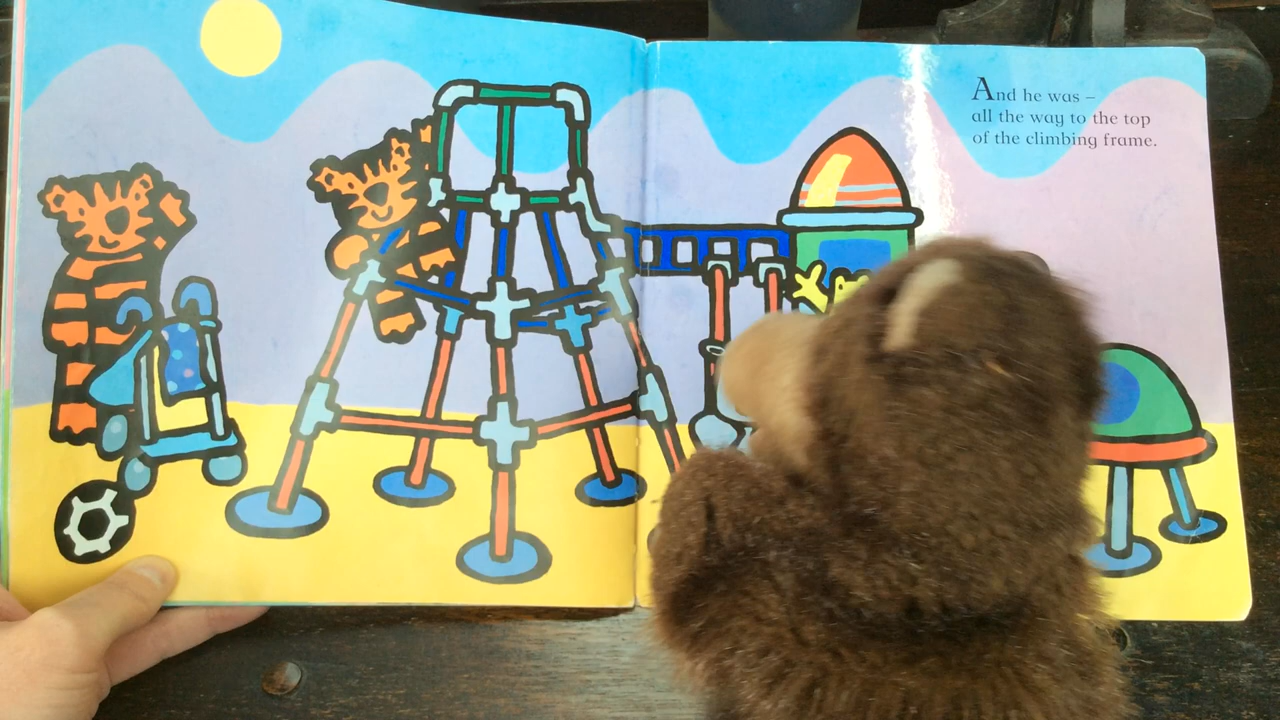 And he was –
all the way to the top
of the climbing frame.